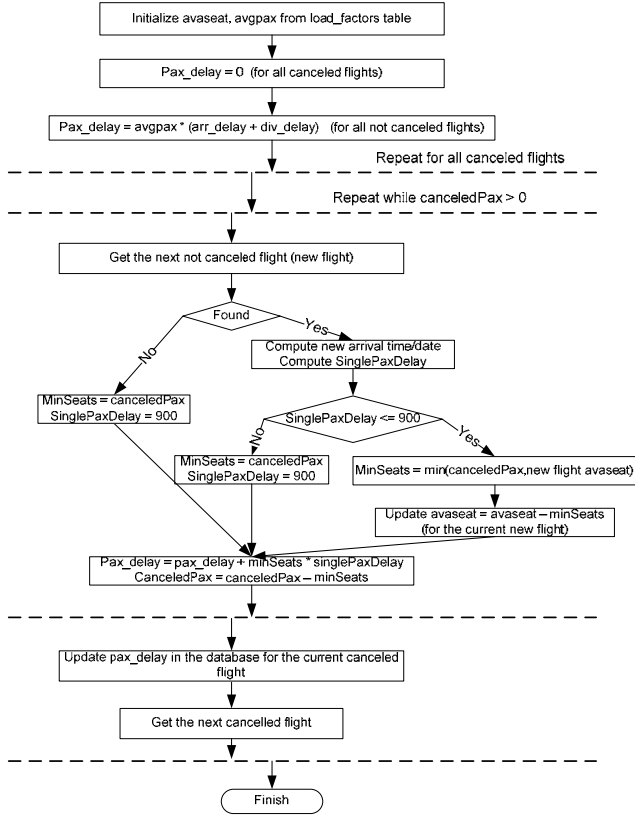 Initialize avaseat, avgpax from load_factors table
Pax_delay = 0 (for all canceled flights)
Pax_delay = avgpax * (arr_delay + div_delay) (for all not canceled flights)
Repeat for all canceled flights
Repeat while canceledPax > 0
Get the next not canceled flight (new flight)
Found
No
Yes
Compute new arrival time/date
Compute SinglePaxDelay
MinSeats = canceledPax
SinglePaxDelay = 900
SinglePaxDelay <= 900
No
Yes
MinSeats = canceledPax
SinglePaxDelay = 900
MinSeats = min(canceledPax,new flight avaseat)
Update avaseat = avaseat – minSeats
(for the current new flight)
Pax_delay = pax_delay + minSeats * singlePaxDelay
CanceledPax = canceledPax – minSeats
Update pax_delay in the database for the current canceled
flight
Get the next cancelled flight
Finish